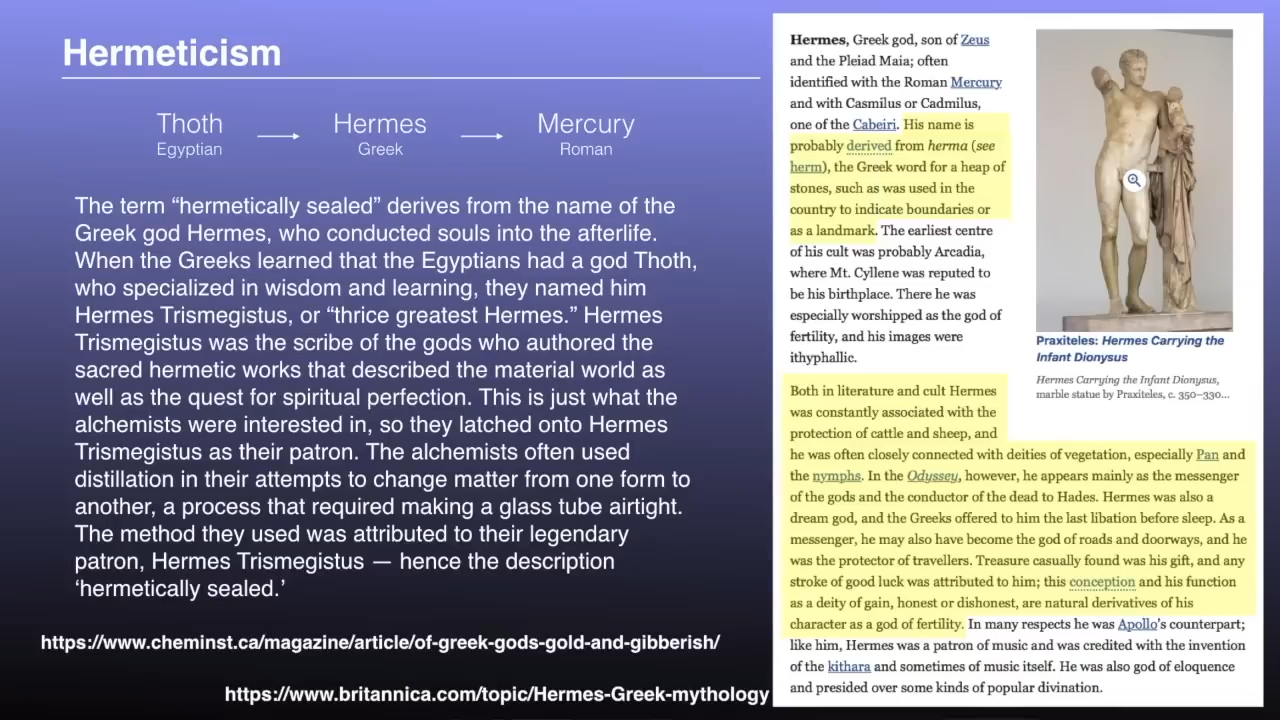 Hermeticism
Thoth
Egyptian
Hermes
Greek
Mercury
Roman
The term “hermetically sealed” derives from the name of the
Greek god Hermes, who conducted souls into the afterlife.
When the Greeks learned that the Egyptians had a god Thoth,
who specialized in wisdom and learning, they named him
Hermes Trismegistus, or “thrice greatest Hermes.” Hermes
Trismegistus was the scribe of the gods who authored the
sacred hermetic works that described the material world as
well as the quest for spiritual perfection. This is just what the
alchemists were interested in, so they latched onto Hermes
Trismegistus as their patron. The alchemists often used
distillation in their attempts to change matter from one form to
another, a process that required making a glass tube airtight.
The method they used was attributed to their legendary
patron, Hermes Trismegistus — hence the description
‘hermetically sealed.’
https://www.cheminst.ca/magazine/article/of-greek-gods-gold-and-gibberish/
https://www.britannica.com/topic/Hermes-Greek-mythology
Hermes, Greek god, son of Zeus
and the Pleiad Maia; often
identified with the Roman Mercury
and with Casmilus or Cadmilus,
one of the Cabeiri. His name is
probably derived from herma (see
herm), the Greek word for a heap of
stones, such as was used in the
country to indicate boundaries or
as a landmark. The earliest centre
of his cult was probably Arcadia,
where Mt. Cyllene was reputed to
be his birthplace. There he was
especially worshipped as the god of
fertility, and his images were
ithyphallic.
Praxiteles: Hermes Carrying the
Infant Dionysus
Hermes Carrying the Infant Dionysus,
marble statue by Praxiteles, c. 350–330...
Both in literature and cult Hermes
was constantly associated with the
protection of cattle and sheep, and
he was often closely connected with deities of vegetation, especially Pan and
the nymphs. In the Odyssey, however, he appears mainly as the messenger
of the gods and the conductor of the dead to Hades. Hermes was also a
dream god, and the Greeks offered to him the last libation before sleep. As a
messenger, he may also have become the god of roads and doorways, and he
was the protector of travellers. Treasure casually found was his gift, and any
stroke of good luck was attributed to him; this conception and his function
as a deity of gain, honest or dishonest, are natural derivatives of his
character as a god of fertility. In many respects he was Apollo’s counterpart;
like him, Hermes was a patron of music and was credited with the invention
of the kithara and sometimes of music itself. He was also god of eloquence
and presided over some kinds of popular divination.